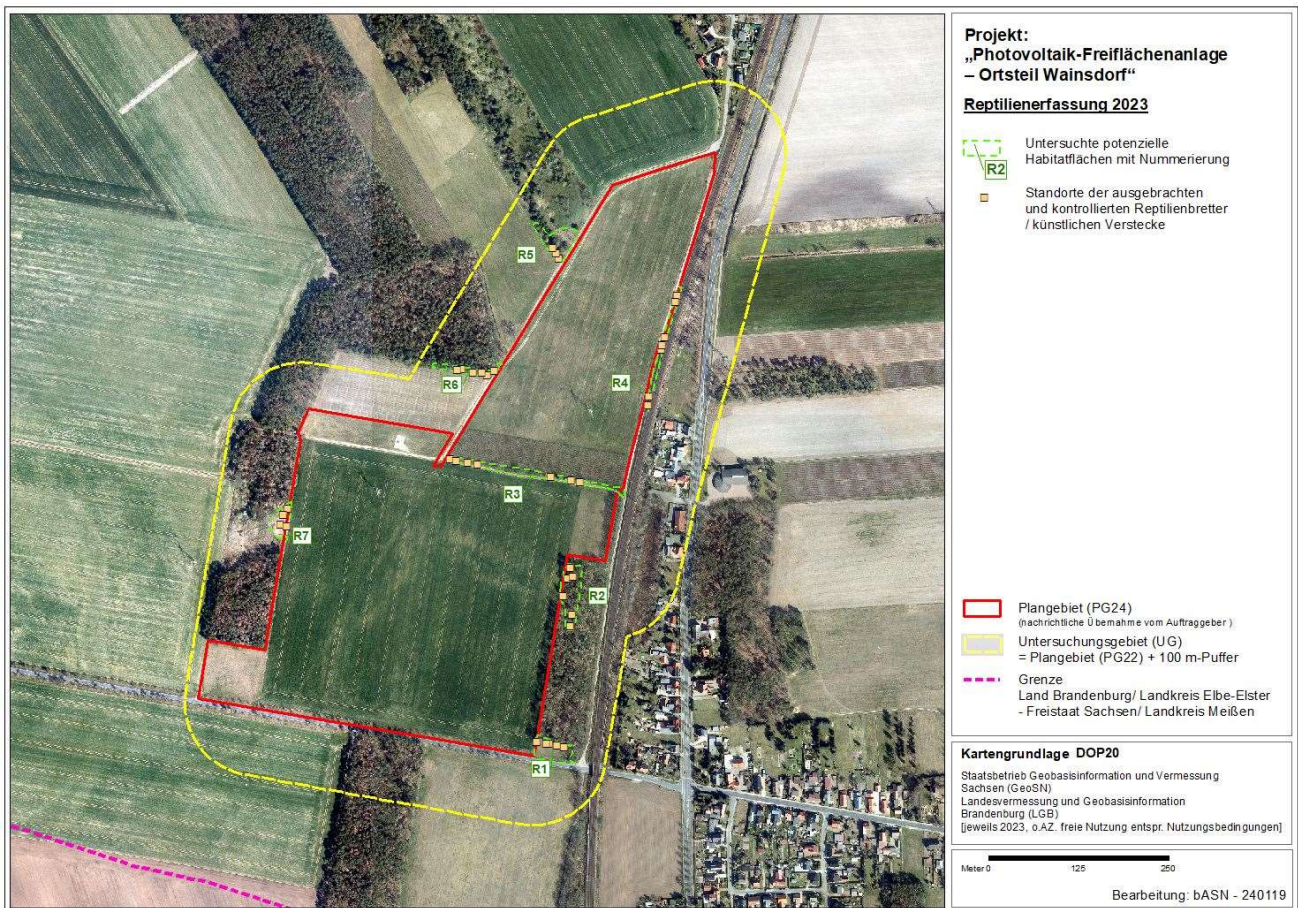 Projekt:
„Photovoltaik-Freiflächenanlage
– Ortsteil Wainsdorf“
Reptilienerfassung 2023
Untersuchte potenzielle
Habitatflächen mit Nummerierung
R2
Standorte der ausgebrachten
und kontrollierten Reptilienbretter
/ künstlichen Verstecke
R5
R6
R4
R3
R7
R2
R1
Plangebiet (PG24)
(nachrichtliche Übernahme vom Auftraggeber )
Untersuchungsgebiet (UG)
= Plangebiet (PG22) + 100 m-Puffer
Grenze
Land Brandenburg/ Landkreis Elbe-Elster
- Freistaat Sachsen/ Landkreis Meißen
Kartengrundlage DOP20
Staatsbetrieb Geobasisinformation und Vermessung
Sachsen (GeoSN)
Landesvermessung und Geobasisinformation
Brandenburg (LGB)
[jeweils 2023, o.AZ. freie Nutzung entspr. Nutzungsbedingungen]
Meter 0 125 250
Bearbeitung: bASN - 240119